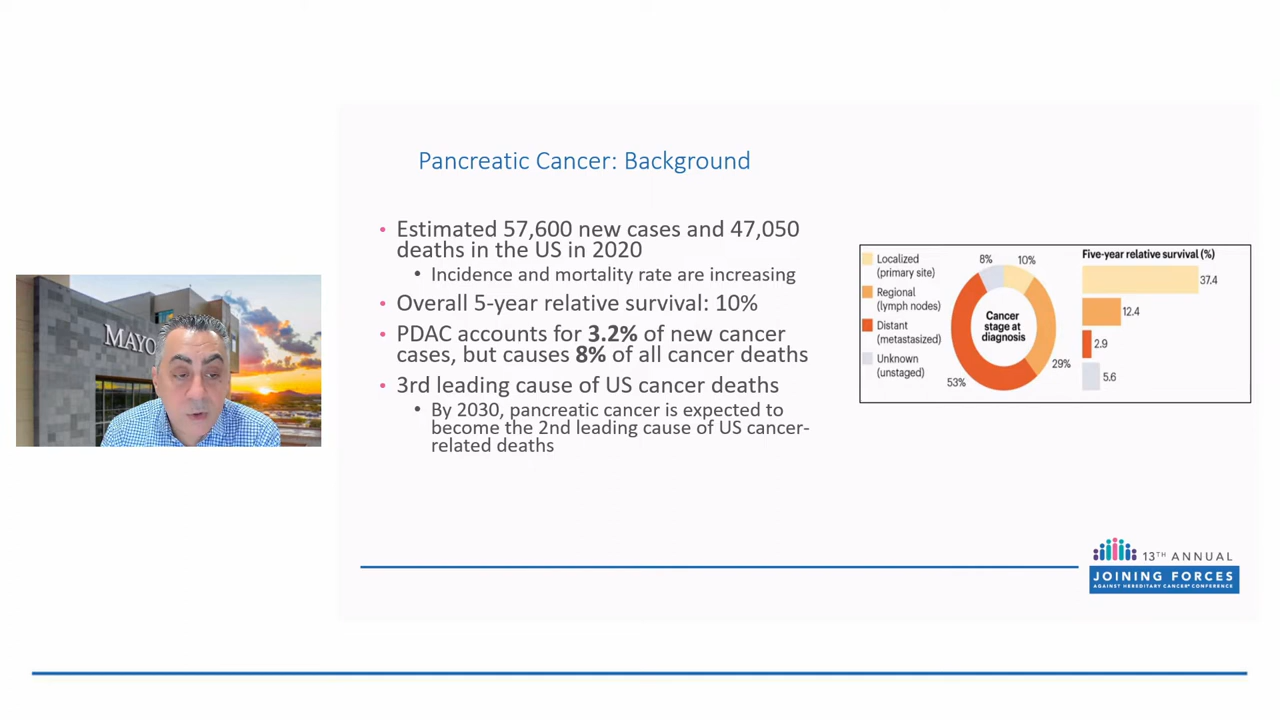 Pancreatic Cancer: Background
• Estimated 57,600 new cases and 47,050
deaths in the US in 2020
• Incidence and mortality rate are increasing
• Overall 5-year relative survival: 10%
• PDAC accounts for 3.2% of new cancer
cases, but causes 8% of all cancer deaths
• 3rd leading cause of US cancer deaths
• By 2030, pancreatic cancer is expected to
become the 2nd leading cause of US cancer-
related deaths
MAYO
Localized
(primary site)
Regional
(lymph nodes)
Distant
(metastasized)
Unknown
(unstaged)
8%
10%
Cancer
stage at
diagnosis
29%
53%
Five-year relative survival (%)
37.4
12.4
2.9
5.6
13TH ANNUAL
JOINING FORCES
AGAINST HEREDITARY CANCER® CONFERENCE